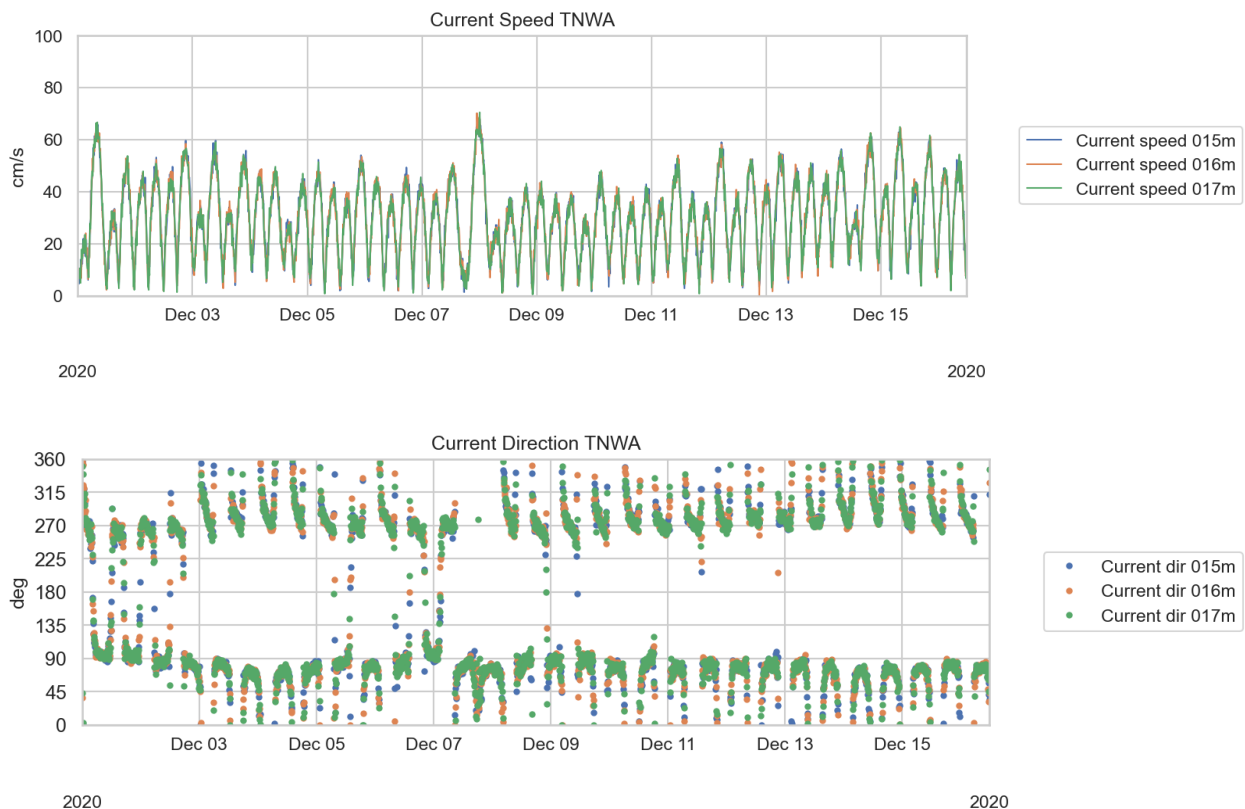 Current Speed TNWA
100
80
60
40
20
0
cm/s
Dec 03 Dec 05 Dec 07 Dec 09 Dec 11 Dec 13 Dec 15
2020 2020
Current speed 015m
Current speed 016m
Current speed 017m
Current Direction TNWA
360
315
270
225
180
135
90
45
0
deg
Dec 03 Dec 05 Dec 07 Dec 09 Dec 11 Dec 13 Dec 15
2020 2020
Current dir 015m
Current dir 016m
Current dir 017m